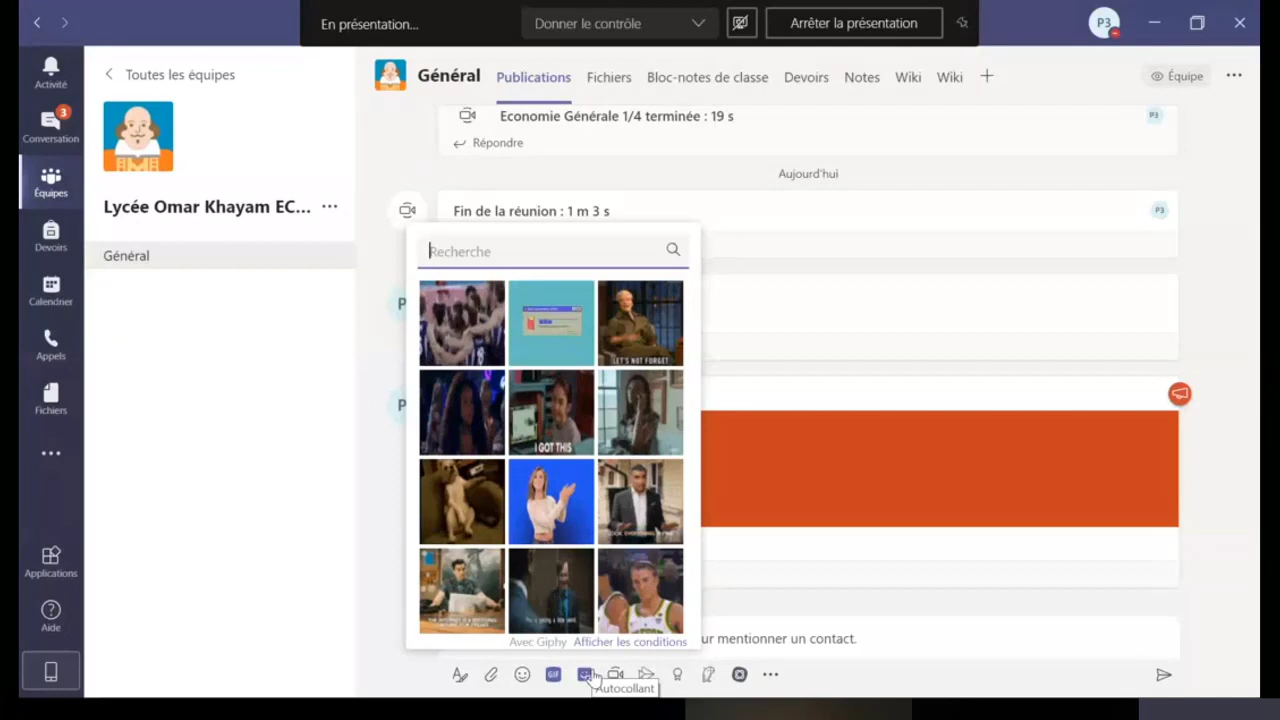 En présentation...
Donner le contrôle
Arrêter la présentation
P3
Activité
Conversation
3
Équipes
Devoirs
Calendrier
Appels
Fichiers
Applications
Aide
Toutes les équipes
Lycée Omar Khayam EC...
Général
Général
Publications
Fichiers
Bloc-notes de classe
Devoirs
Notes
Wiki
Wiki
Équipe
Economie Générale 1/4 terminée : 19 s
P3
Répondre
Aujourd'hui
Fin de la réunion : 1 m 3 s
P3
Recherche
P
P
LET'S NOT FORGET
I GOT THIS
Avec Giphy
Afficher les conditions
ur mentionner un contact.
GIF
Autocollant